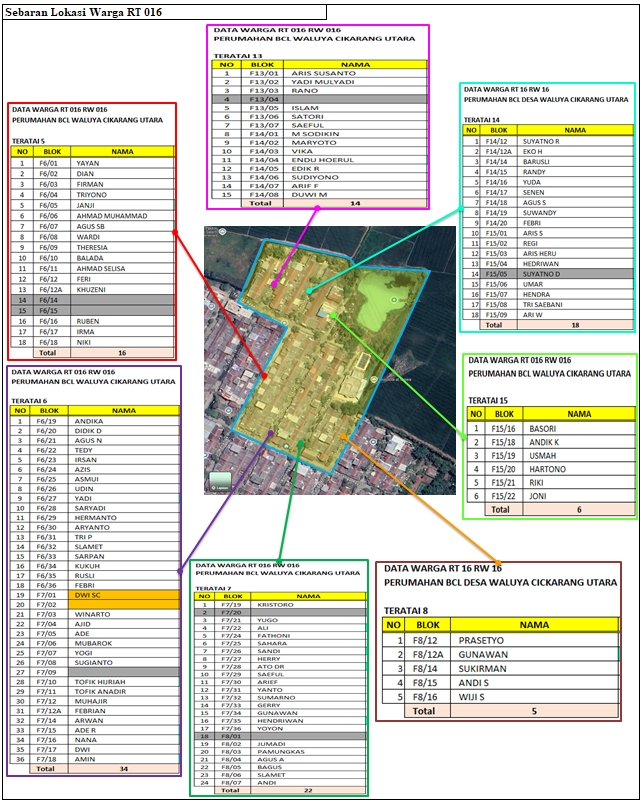 Sebaran Lokasi Warga RT 016
DATA WARGA RT 016 RW 016
PERUMAHAN BCL WALUYA CIKARANG UTARA
TERATAI 13
NO BLOK NAMA
1 F13/01 ARIS SUSANTO
2 F13/02 YADI MULYADI
3 F13/03 RANO
4 F13/04
5 F13/05 ISLAM
6 F13/06 SATORI
7 F13/07 SAEFUL
8 F14/01 M SODIKIN
9 F14/02 MARYOTO
10 F14/03 VIKA
11 F14/04 ENDU HOERUL
12 F14/05 EDIK R
13 F14/06 SUDIYONO
14 F14/07 ARIF F
15 F14/08 DUWI M
Total 14
DATA WARGA RT 016 RW 016
PERUMAHAN BCL WALUYA CIKARANG UTARA
TERATAI 5
NO BLOK NAMA
1 F6/01 YAYAN
2 F6/02 DIAN
3 F6/03 FIRMAN
4 F6/04 TRIYONO
5 F6/05 JANJI
6 F6/06 AHMAD MUHAMMAD
7 F6/07 AGUS SB
8 F6/08 WARDI
9 F6/09 THERESIA
10 F6/10 BALADA
11 F6/11 AHMAD SELISA
12 F6/12 FERI
13 F6/12A KHUZENI
14 F6/14
15 F6/15
16 F6/16 RUBEN
17 F6/17 IRMA
18 F6/18 NIKI
Total 16
DATA WARGA RT 16 RW 16
PERUMAHAN BCL DESA WALUYA CIKARANG UTARA
TERATAI 14
NO BLOK NAMA
1 F14/12 SUYATNO R
2 F14/12A EKO H
3 F14/14 BARUSLI
4 F14/15 RANDY
5 F14/16 YUDA
6 F14/17 SENEN
7 F14/18 AGUS S
8 F14/19 SUWANDY
9 F14/20 FEBRI
10 F15/01 ARIS S
11 F15/02 REGI
12 F15/03 ARIS HERU
13 F15/04 HEDRIWAN
14 F15/05 SUYATNO D
15 F15/06 UMAR
16 F15/07 HENDRA
17 F15/08 TRI SAEBANI
18 F15/09 ARI W
Total 18
DATA WARGA RT 016 RW 016
PERUMAHAN BCL WALUYA CIKARANG UTARA
TERATAI 15
NO BLOK NAMA
1 F15/16 BASORI
2 F15/18 ANDIK K
3 F15/19 USMAH
4 F15/20 HARTONO
5 F15/21 RIKI
6 F15/22 JONI
Total 6
DATA WARGA RT 016 RW 016
PERUMAHAN BCL WALUYA CIKARANG UTARA
TERATAI 6
NO BLOK NAMA
1 F6/19 ANDIKA
2 F6/20 DIDIK D
3 F6/21 AGUS N
4 F6/22 TEDY
5 F6/23 IRSAN
6 F6/24 AZIS
7 F6/25 ASMUI
8 F6/26 UDIN
9 F6/27 YADI
10 F6/28 SARYADI
11 F6/29 HERMANTO
12 F6/30 ARYANTO
13 F6/31 TRI P
14 F6/32 SLAMET
15 F6/33 SARPAN
16 F6/34 KUKUH
17 F6/35 RUSLI
18 F6/36 FEBRI
19 F7/01 DWI SC
20 F7/02
21 F7/03 WINARTO
22 F7/04 AJID
23 F7/05 ADE
24 F7/06 MUBAROK
25 F7/07 YOGI
26 F7/08 SUGIANTO
27 F7/09
28 F7/10 TOFIK HIJRIAH
29 F7/11 TOFIK ANADIR
30 F7/12 MUHAJIR
31 F7/12A FEBRIAN
32 F7/14 ARWAN
33 F7/15 ADE R
34 F7/16 NANA
35 F7/17 DWI
36 F7/18 AMIN
Total 34
DATA WARGA RT 016 RW 016
PERUMAHAN BCL WALUYA CIKARANG UTARA
TERATAI 7
NO BLOK NAMA
1 F7/19 KRISTORO
2 F7/20
3 F7/21 YUGO
4 F7/22 ALI
5 F7/24 FATHONI
6 F7/25 SAHARA
7 F7/26 SANDI
8 F7/27 HERRY
9 F7/28 ATO DR
10 F7/29 SAEFUL
11 F7/30 ARIEF
12 F7/31 YANTO
13 F7/32 SUMARNO
14 F7/33 GERRY
15 F7/34 GUNAWAN
16 F7/35 HENDRIWAN
17 F7/36 YOYON
18 F8/01
19 F8/02 JUMADI
20 F8/03 PAMUNGKAS
21 F8/04 AGUS A
22 F8/05 BAGUS
23 F8/06 SLAMET
24 F8/07 ANDI
Total 22
DATA WARGA RT 16 RW 16
PERUMAHAN BCL DESA WALUYA CICKARANG UTARA
TERATAI 8
NO BLOK NAMA
1 F8/12 PRASETYO
2 F8/12A GUNAWAN
3 F8/14 SUKIRMAN
4 F8/15 ANDI S
5 F8/16 WIJI S
Total 5